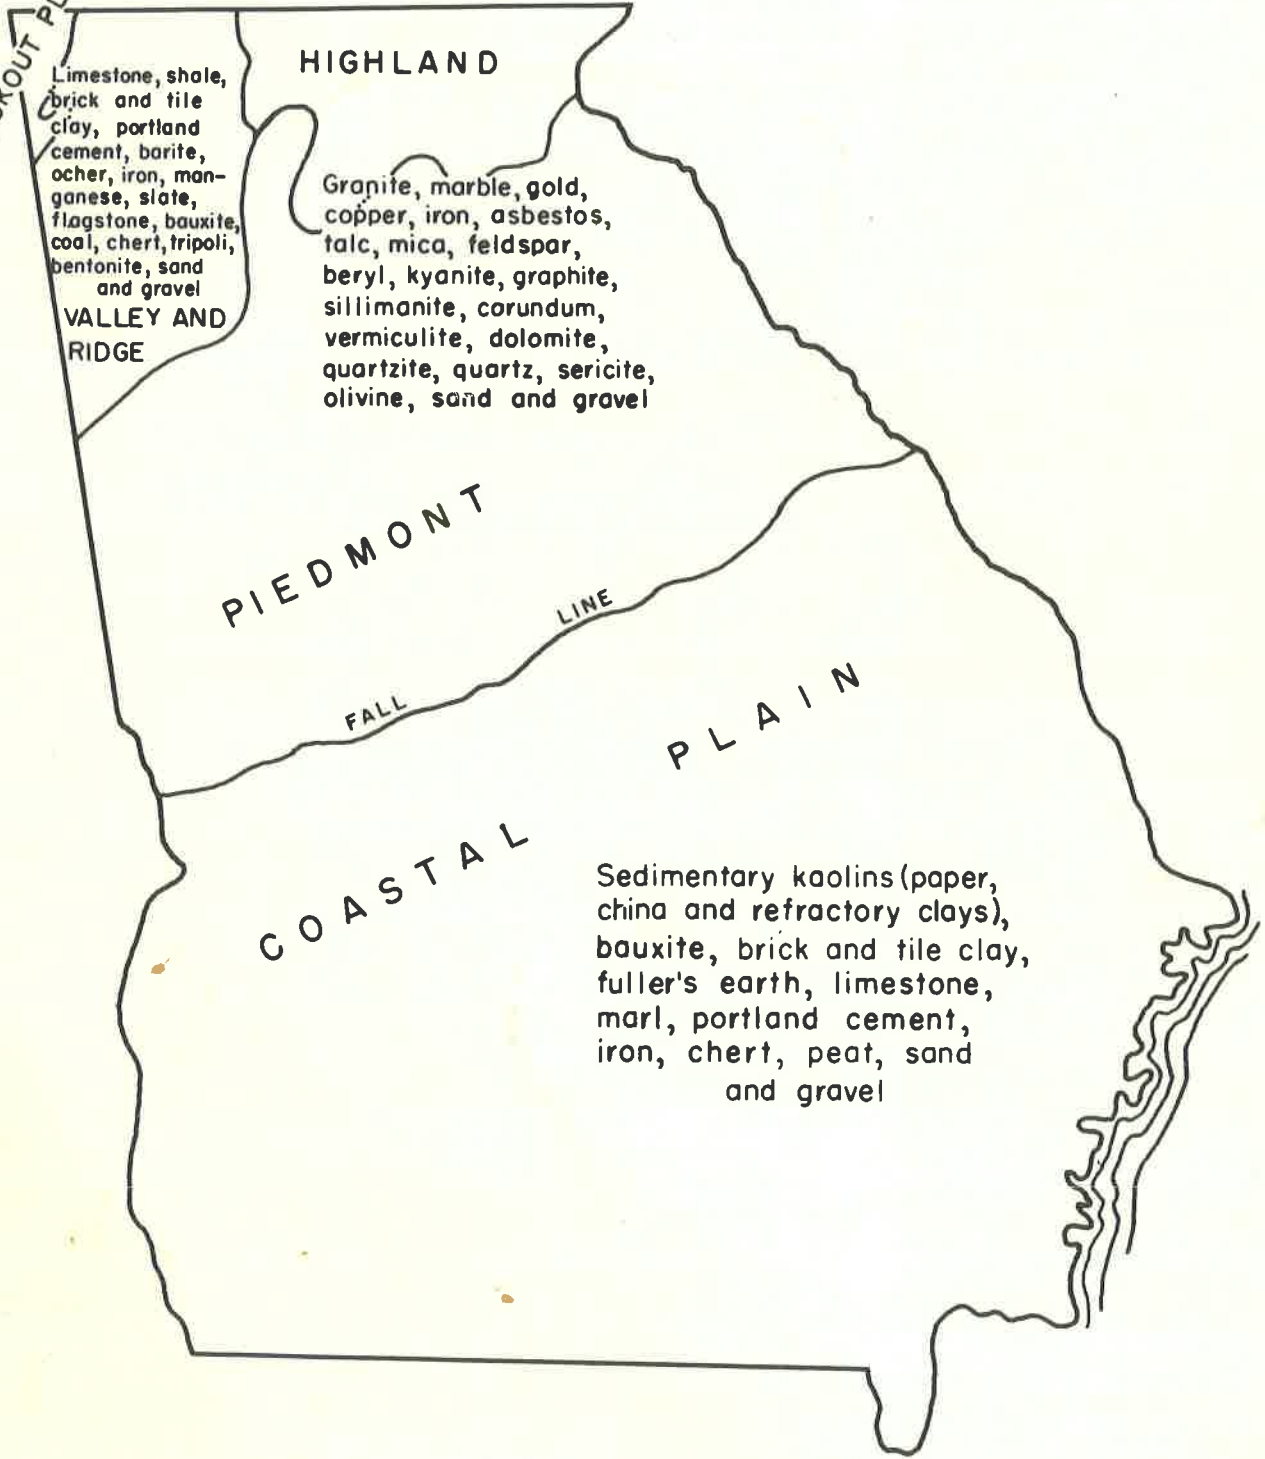 HIGHLAND
Limestone, shale,
brick and tile
clay, portland
cement, barite,
ocher, iron, man-
ganese, slate,
flagstone, bauxite,
coal, chert, tripoli,
bentonite, sand
and gravel
VALLEY AND
RIDGE
Granite, marble, gold,
copper, iron, asbestos,
talc, mica, feldspar,
beryl, kyanite, graphite,
sillimanite, corundum,
vermiculite, dolomite,
quartzite, quartz, sericite,
olivine, sand and gravel
PIEDMONT
FALL LINE
COASTAL PLAIN
Sedimentary kaolins (paper,
china and refractory clays),
bauxite, brick and tile clay,
fuller's earth, limestone,
marl, portland cement,
iron, chert, peat, sand
and gravel